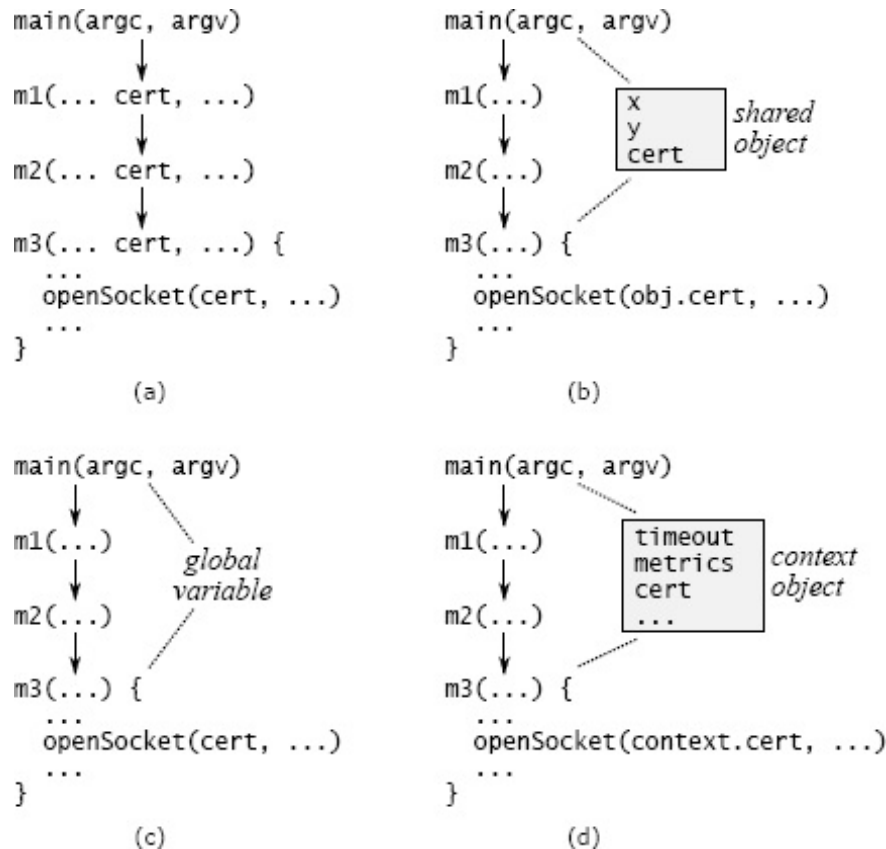 main(argc, argv)
m1(... cert, ...)
m2(... cert, ...)
m3(... cert, ...) {
...
openSocket(cert, ...)
...
}
(a)
main(argc, argv)
m1(...)
m2(...)
m3(...) {
...
openSocket(obj.cert, ...)
...
}
x
y
cert
shared
object
(b)
main(argc, argv)
m1(...)
m2(...)
m3(...) {
...
openSocket(cert, ...)
...
}
global
variable
(c)
main(argc, argv)
m1(...)
m2(...)
m3(...) {
...
openSocket(context.cert, ...)
...
}
timeout
metrics
cert
...
context
object
(d)